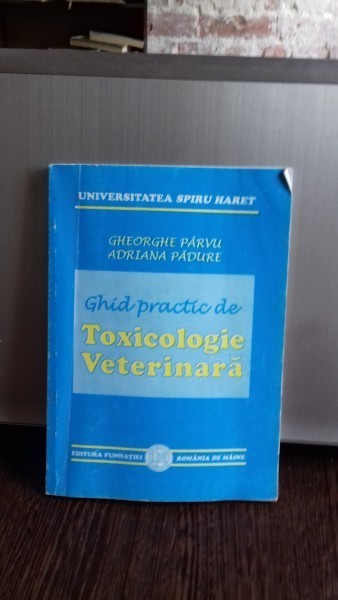 UNIVERSITATEA SPIRU HARET
GHEORGHE PÂRVU
ADRIANA PĂDURE
Ghid practic de
Toxicologie
Veterinară
EDITURA FUNDAȚIEI ROMÂNIA DE MÂINE